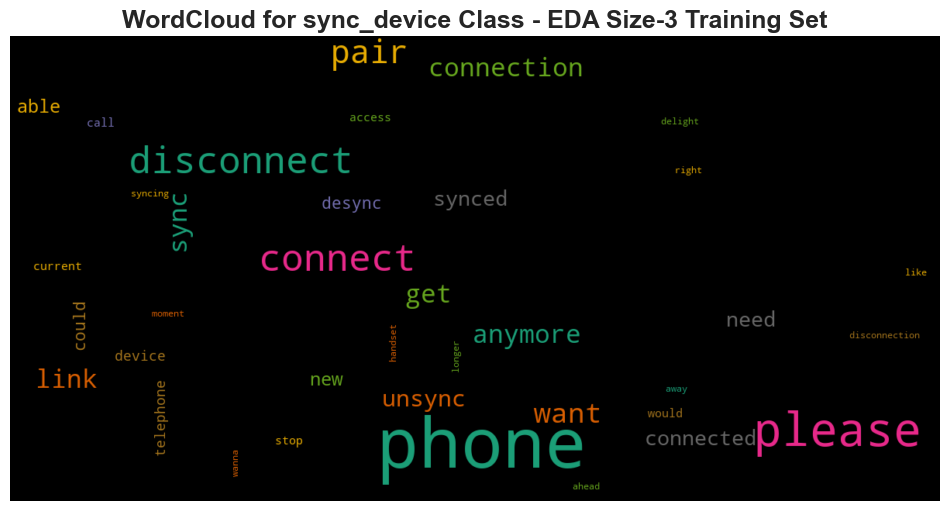 WordCloud for sync_device Class - EDA Size-3 Training Set
pair
connection
able
call
access
delight
disconnect
right
syncing
sync
desync
synced
connect
current
like
get
could
moment
need
handset
anymore
disconnection
longer
device
link
new
telephone
unsync
away
want
would
phone
please
stop
connected
wanna
ahead